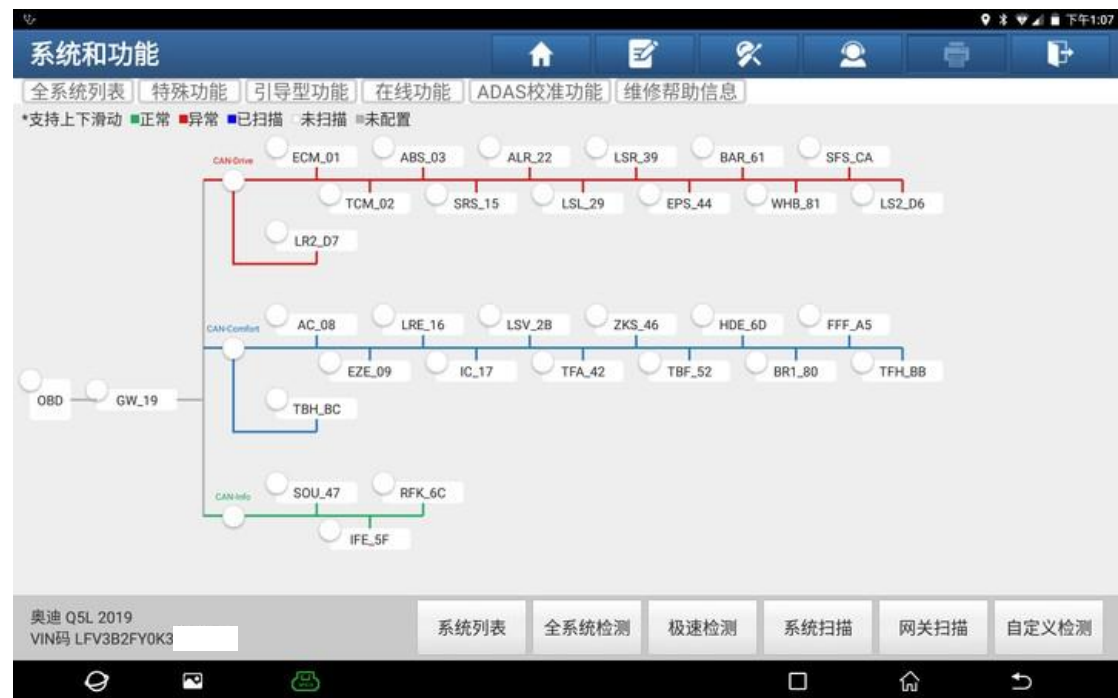 下午1:07
系统和功能
全系统列表 特殊功能 引导型功能 在线功能 ADAS校准功能 维修帮助信息
*支持上下滑动 正常 异常 已扫描 未扫描 未配置
CAN-Drive ECM_01 ABS_03 ALR_22 LSR_39 BAR_61 SFS_CA
TCM_02 SRS_15 LSL_29 EPS_44 WHB_81 LS2_D6
LR2_D7
CAN-Comfort AC_08 LRE_16 LSV_2B ZKS_46 HDE_6D FFF_A5
EZE_09 IC_17 TFA_42 TBF_52 BR1_80 TFH_BB
OBD GW_19 TBH_BC
CAN-Info SOU_47 RFK_6C
IFE_5F
奥迪 Q5L 2019
VIN码 LFV3B2FY0K3
系统列表 全系统检测 极速检测 系统扫描 网关扫描 自定义检测